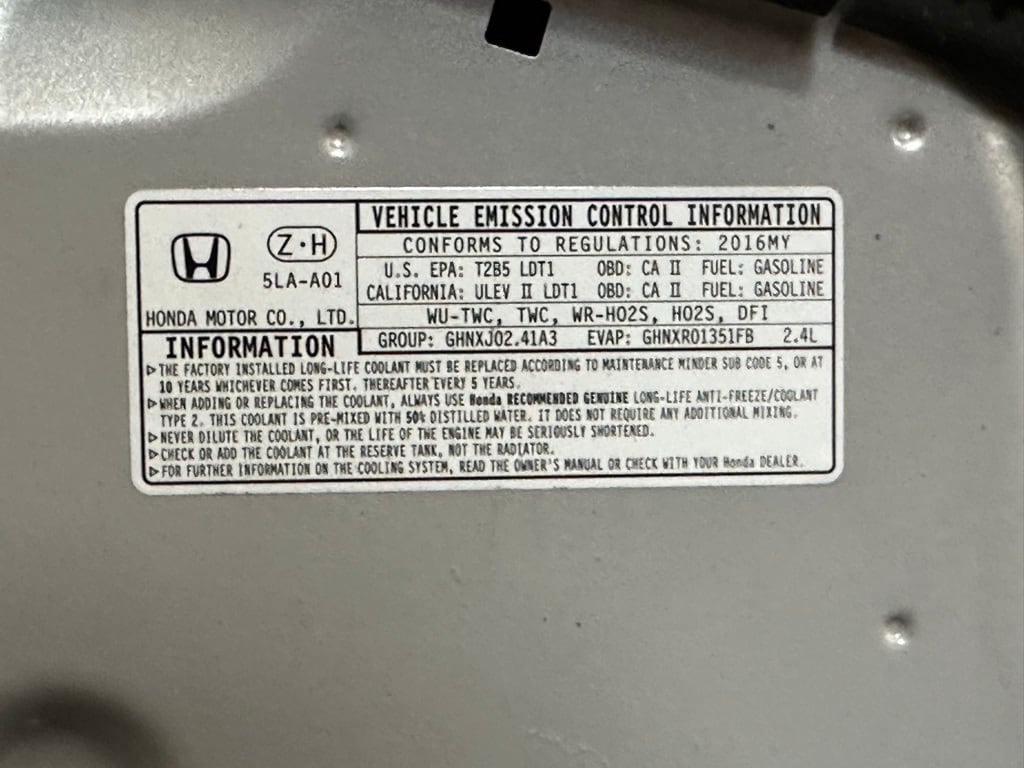 VEHICLE EMISSION CONTROL INFORMATION
CONFORMS TO REGULATIONS: 2016MY
Z·H
5LA-A01
U.S. EPA: T2B5 LDT1 OBD: CA II FUEL: GASOLINE
CALIFORNIA: ULEV II LDT1 OBD: CA II FUEL: GASOLINE
HONDA MOTOR CO., LTD.
WU-TWC, TWC, WR-HO2S, HO2S, DFI
GROUP: GHNXJ02.41A3 EVAP: GHNXR01351FB 2.4L
INFORMATION
▷THE FACTORY INSTALLED LONG-LIFE COOLANT MUST BE REPLACED ACCORDING TO MAINTENANCE MINDER SUB CODE 5, OR AT
10 YEARS WHICHEVER COMES FIRST. THEREAFTER EVERY 5 YEARS.
▷WHEN ADDING OR REPLACING THE COOLANT, ALWAYS USE Honda RECOMMENDED GENUINE LONG-LIFE ANTI-FREEZE/COOLANT
TYPE 2. THIS COOLANT IS PRE-MIXED WITH 50% DISTILLED WATER. IT DOES NOT REQUIRE ANY ADDITIONAL MIXING.
▷NEVER DILUTE THE COOLANT, OR THE LIFE OF THE ENGINE MAY BE SERIOUSLY SHORTENED.
▷CHECK OR ADD THE COOLANT AT THE RESERVE TANK, NOT THE RADIATOR.
▷FOR FURTHER INFORMATION ON THE COOLING SYSTEM, READ THE OWNER'S MANUAL OR CHECK WITH YOUR Honda DEALER.